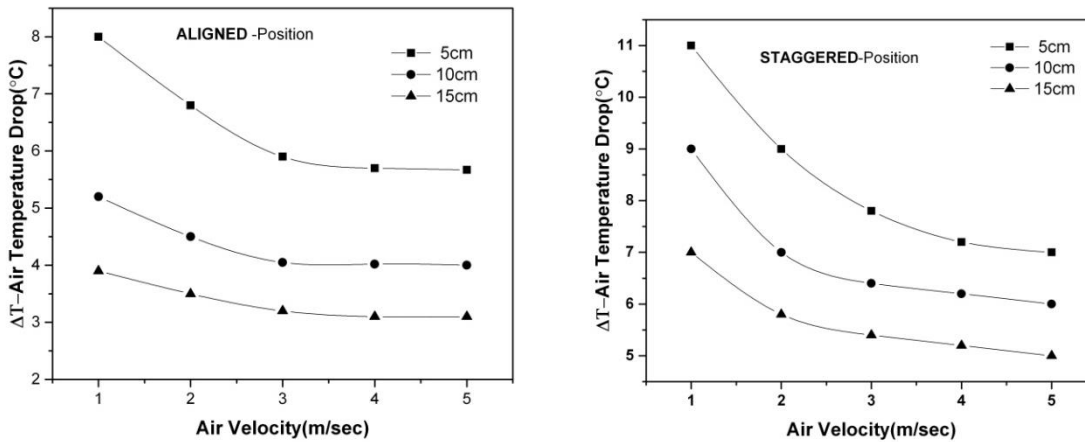 ALIGNED -Position
5cm
10cm
15cm
8
7
6
5
4
3
2
1 2 3 4 5
ΔT–Air Temperature Drop(°C)
Air Velocity(m/sec)
STAGGERED-Position
5cm
10cm
15cm
11
10
9
8
7
6
5
1 2 3 4 5
ΔT–Air Temperature Drop(°C)
Air Velocity(m/sec)